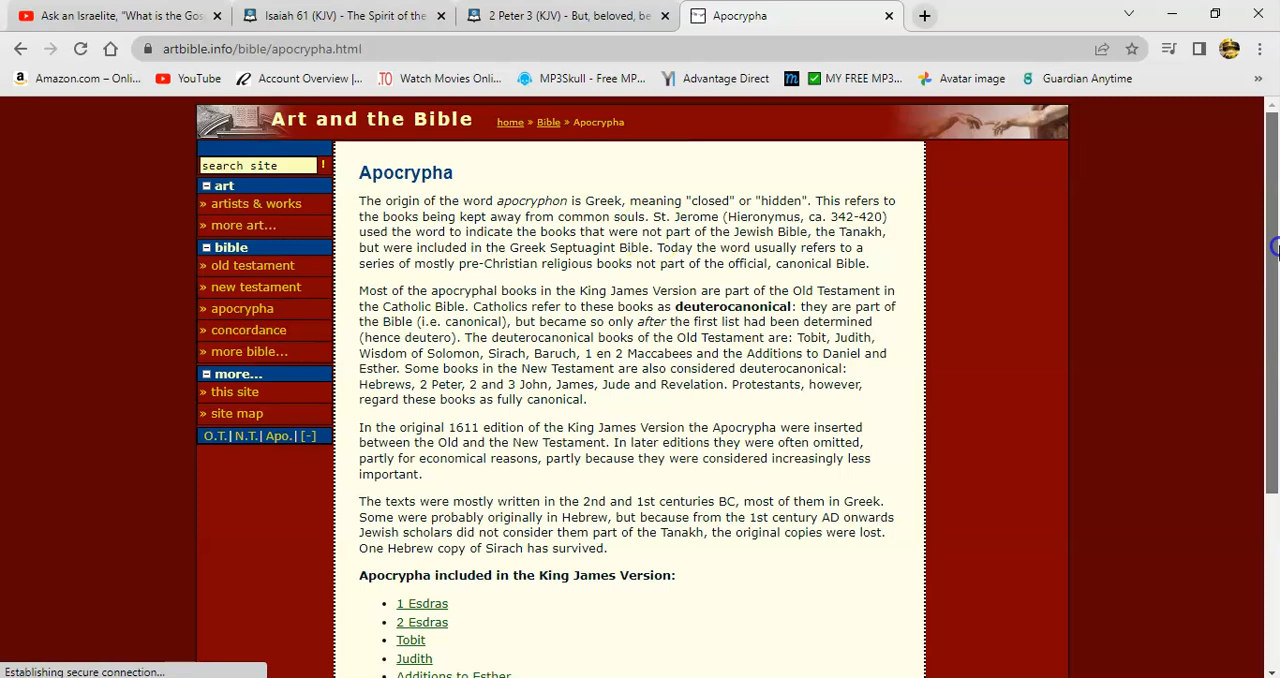 Ask an Israelite, "What is the Gos
Isaiah 61 (KJV) - The Spirit of the
2 Peter 3 (KJV) - But, beloved, be
Apocrypha
artbible.info/bible/apocrypha.html
Amazon.com – Onli...
YouTube
Account Overview |...
Watch Movies Onli...
MP3Skull - Free MP...
Advantage Direct
MY FREE MP3...
Avatar image
Guardian Anytime
Art and the Bible
home » Bible » Apocrypha
search site !
art
» artists & works
» more art...
bible
» old testament
» new testament
» apocrypha
» concordance
» more bible...
more...
» this site
» site map
O.T.| N.T.| Apo.| [-]
Apocrypha
The origin of the word apocryphon is Greek, meaning "closed" or "hidden". This refers to
the books being kept away from common souls. St. Jerome (Hieronymus, ca. 342-420)
used the word to indicate the books that were not part of the Jewish Bible, the Tanakh,
but were included in the Greek Septuagint Bible. Today the word usually refers to a
series of mostly pre-Christian religious books not part of the official, canonical Bible.
Most of the apocryphal books in the King James Version are part of the Old Testament in
the Catholic Bible. Catholics refer to these books as deuterocanonical: they are part of
the Bible (i.e. canonical), but became so only after the first list had been determined
(hence deutero). The deuterocanonical books of the Old Testament are: Tobit, Judith,
Wisdom of Solomon, Sirach, Baruch, 1 en 2 Maccabees and the Additions to Daniel and
Esther. Some books in the New Testament are also considered deuterocanonical:
Hebrews, 2 Peter, 2 and 3 John, James, Jude and Revelation. Protestants, however,
regard these books as fully canonical.
In the original 1611 edition of the King James Version the Apocrypha were inserted
between the Old and the New Testament. In later editions they were often omitted,
partly for economical reasons, partly because they were considered increasingly less
important.
The texts were mostly written in the 2nd and 1st centuries BC, most of them in Greek.
Some were probably originally in Hebrew, but because from the 1st century AD onwards
Jewish scholars did not consider them part of the Tanakh, the original copies were lost.
One Hebrew copy of Sirach has survived.
Apocrypha included in the King James Version:
• 1 Esdras
• 2 Esdras
• Tobit
• Judith
Additions to Esther
Establishing secure connection...